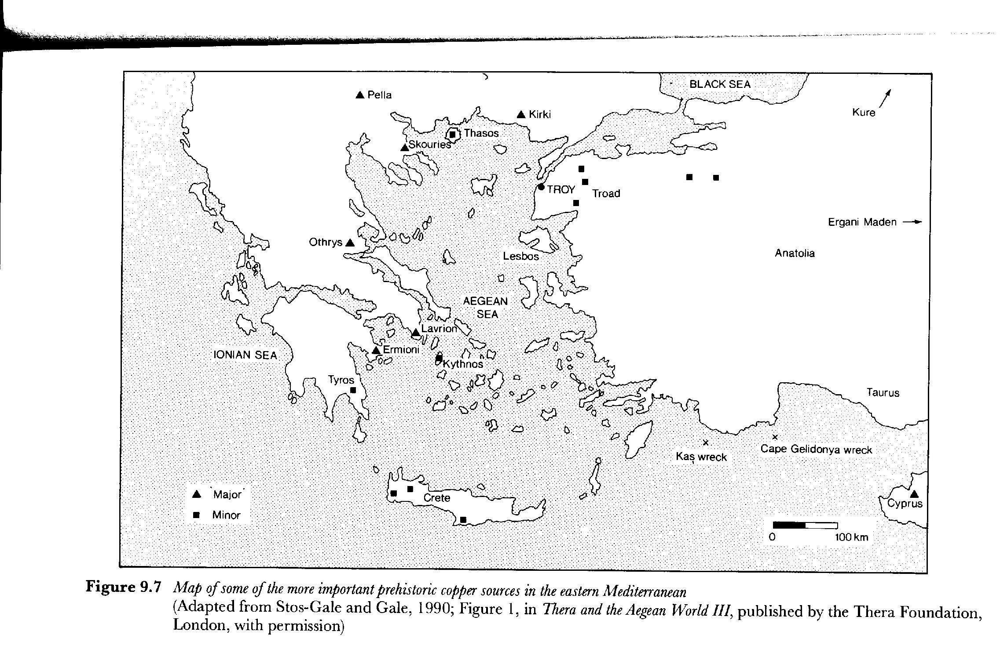 BLACK SEA
Pella
Kure
Kirki
Thasos
Skouries
TROY
Troad
Ergani Maden
Othrys
Anatolia
Lesbos
AEGEAN
SEA
Lavrion
Ermioni
IONIAN SEA
Kythnos
Tyros
Taurus
Cape Gelidonya wreck
Kaş wreck
Major
Crete
Cyprus
Minor
0 100 km
Figure 9.7 Map of some of the more important prehistoric copper sources in the eastern Mediterranean
(Adapted from Stos-Gale and Gale, 1990; Figure 1, in Thera and the Aegean World III, published by the Thera Foundation,
London, with permission)